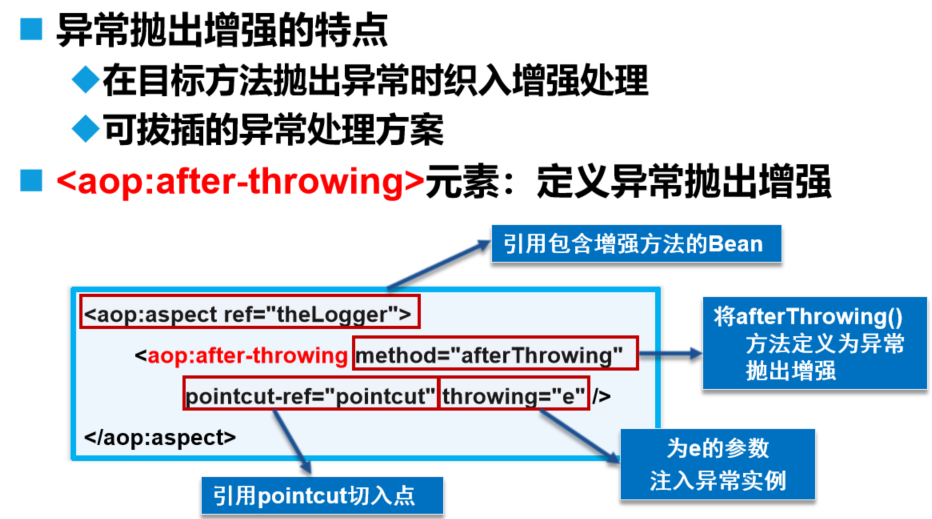 异常抛出增强的特点
在目标方法抛出异常时织入增强处理
可拔插的异常处理方案
<aop:after-throwing>元素：定义异常抛出增强
引用包含增强方法的Bean
<aop:aspect ref="theLogger">
<aop:after-throwing method="afterThrowing"
pointcut-ref="pointcut" throwing="e" />
</aop:aspect>
将afterThrowing()
方法定义为异常
抛出增强
为e的参数
注入异常实例
引用pointcut切入点